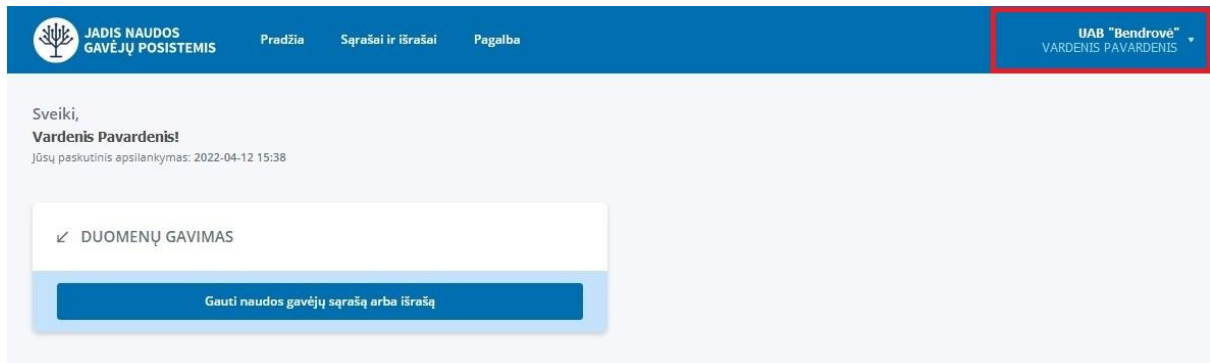 JADIS NAUDOS
GAVĖJŲ POSISTEMIS
Pradžia
Sąrašai ir išrašai
Pagalba
UAB "Bendrovė"
VARDENIS PAVARDENIS
Sveiki,
Vardenis Pavardenis!
Jūsų paskutinis apsilankymas: 2022-04-12 15:38
DUOMENŲ GAVIMAS
Gauti naudos gavėjų sąrašą arba išrašą